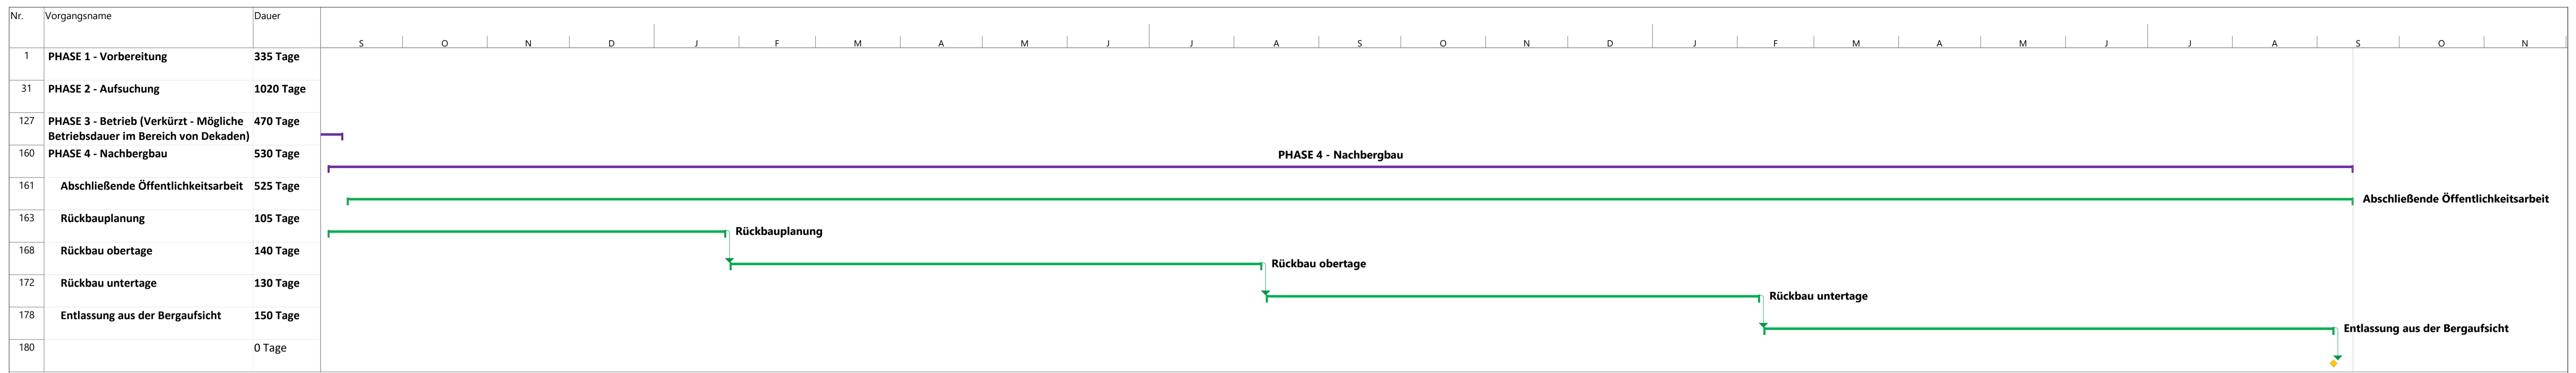 Nr. Vorgangsname Dauer
S O N D J F M A M J J A S O N D J F M A M J J A S O N
1 PHASE 1 - Vorbereitung 335 Tage
31 PHASE 2 - Aufsuchung 1020 Tage
127 PHASE 3 - Betrieb (Verkürzt - Mögliche 470 Tage
Betriebsdauer im Bereich von Dekaden)
160 PHASE 4 - Nachbergbau 530 Tage PHASE 4 - Nachbergbau
161 Abschließende Öffentlichkeitsarbeit 525 Tage Abschließende Öffentlichkeitsarbeit
163 Rückbauplanung 105 Tage Rückbauplanung
168 Rückbau obertage 140 Tage Rückbau obertage
172 Rückbau untertage 130 Tage Rückbau untertage
178 Entlassung aus der Bergaufsicht 150 Tage Entlassung aus der Bergaufsicht
180 0 Tage